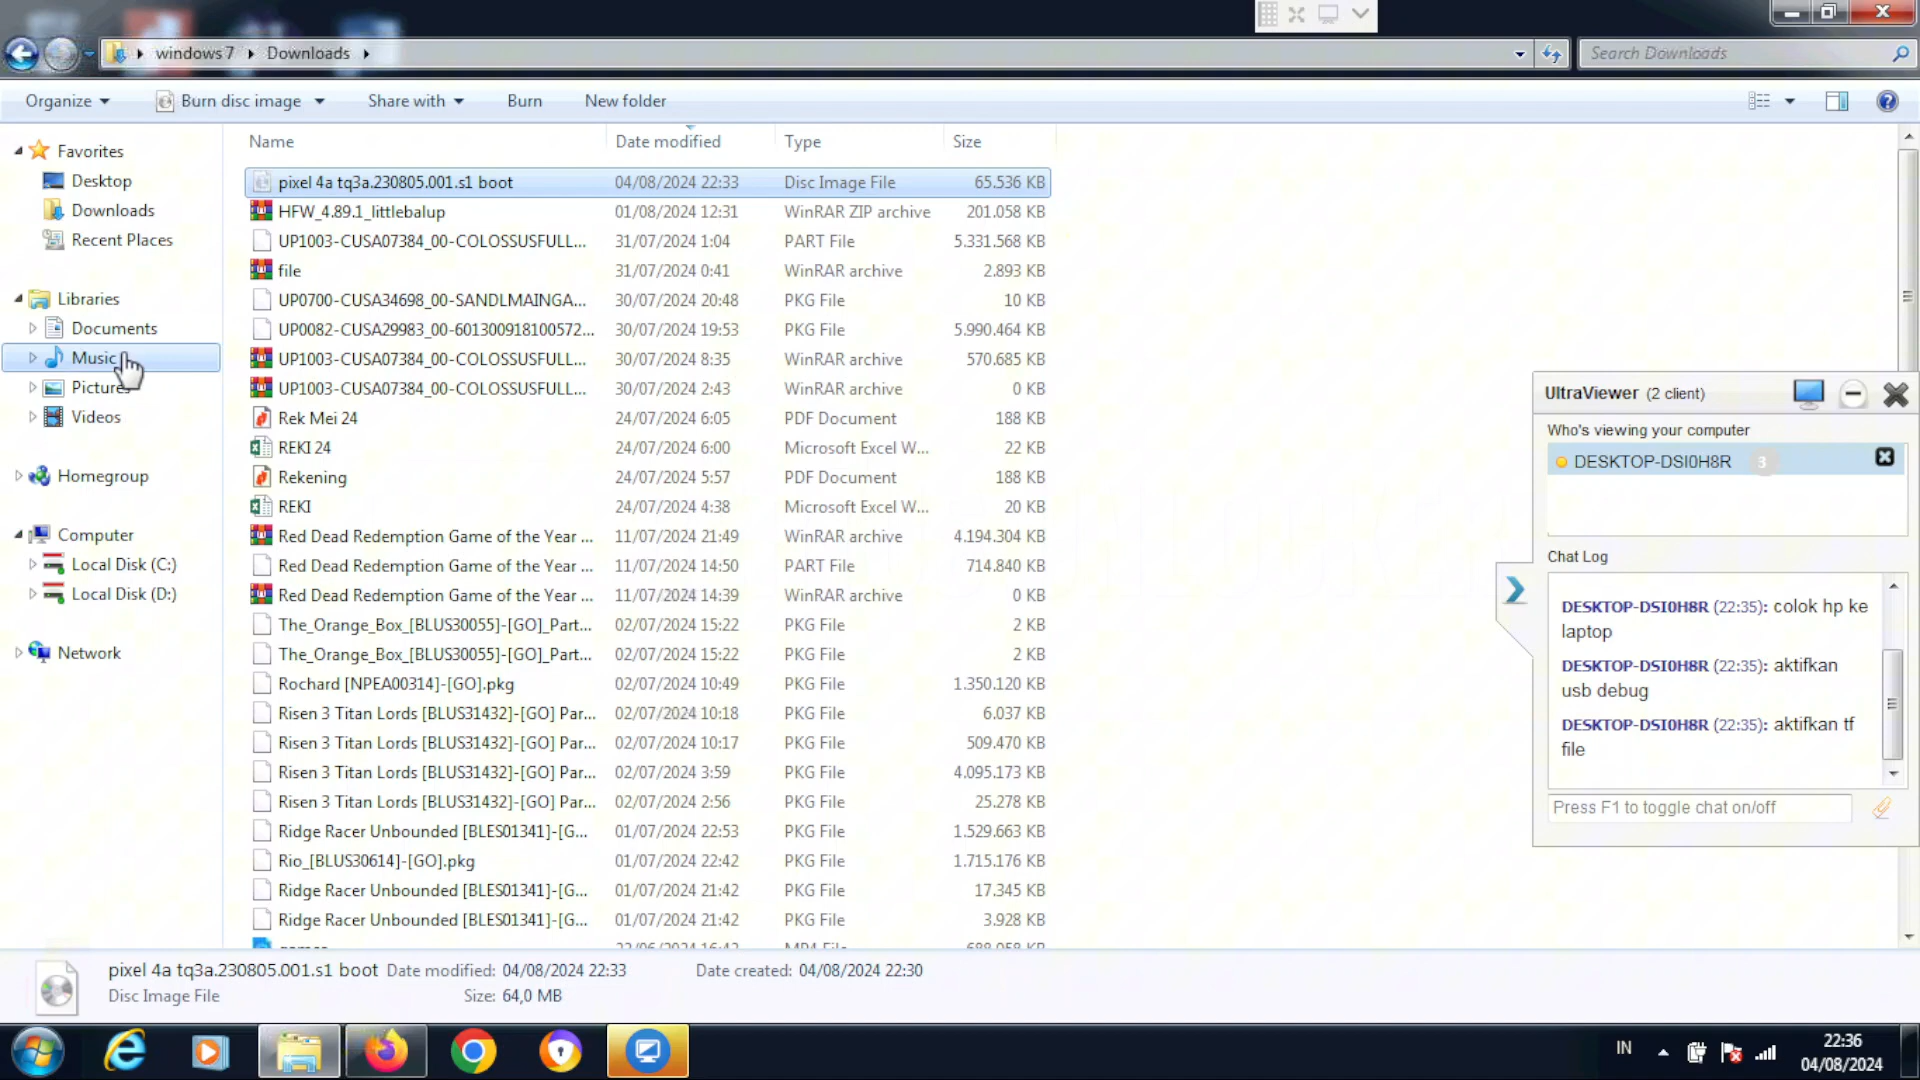 windows 7 Downloads
Search Downloads
Organize Burn disc image Share with Burn New folder
Name Date modified Type Size
Favorites
Desktop
Downloads
Recent Places
Libraries
Documents
Music
Pictures
Videos
Homegroup
Computer
Local Disk (C:)
Local Disk (D:)
Network
pixel 4a tq3a.230805.001.s1 boot 04/08/2024 22:33 Disc Image File 65.536 KB
HFW_4.89.1_littlebalup 01/08/2024 12:31 WinRAR ZIP archive 201.058 KB
UP1003-CUSA07384_00-COLOSSUSFULL... 31/07/2024 1:04 PART File 5.331.568 KB
file 31/07/2024 0:41 WinRAR archive 2.893 KB
UP0700-CUSA34698_00-SANDLMAINGA... 30/07/2024 20:48 PKG File 10 KB
UP0082-CUSA29983_00-601300918100572... 30/07/2024 19:53 PKG File 5.990.464 KB
UP1003-CUSA07384_00-COLOSSUSFULL... 30/07/2024 8:35 WinRAR archive 570.685 KB
UP1003-CUSA07384_00-COLOSSUSFULL... 30/07/2024 2:43 WinRAR archive 0 KB
Rek Mei 24 24/07/2024 6:05 PDF Document 188 KB
REKI 24 24/07/2024 6:00 Microsoft Excel W... 22 KB
Rekening 24/07/2024 5:57 PDF Document 188 KB
REKI 24/07/2024 4:38 Microsoft Excel W... 20 KB
Red Dead Redemption Game of the Year ... 11/07/2024 21:49 WinRAR archive 4.194.304 KB
Red Dead Redemption Game of the Year ... 11/07/2024 14:50 PART File 714.840 KB
Red Dead Redemption Game of the Year ... 11/07/2024 14:39 WinRAR archive 0 KB
The_Orange_Box_[BLUS30055]-[GO]_Part... 02/07/2024 15:22 PKG File 2 KB
The_Orange_Box_[BLUS30055]-[GO]_Part... 02/07/2024 15:22 PKG File 2 KB
Rochard [NPEA00314]-[GO].pkg 02/07/2024 10:49 PKG File 1.350.120 KB
Risen 3 Titan Lords [BLUS31432]-[GO] Par... 02/07/2024 10:18 PKG File 6.037 KB
Risen 3 Titan Lords [BLUS31432]-[GO] Par... 02/07/2024 10:17 PKG File 509.470 KB
Risen 3 Titan Lords [BLUS31432]-[GO] Par... 02/07/2024 3:59 PKG File 4.095.173 KB
Risen 3 Titan Lords [BLUS31432]-[GO] Par... 02/07/2024 2:56 PKG File 25.278 KB
Ridge Racer Unbounded [BLES01341]-[G... 01/07/2024 22:53 PKG File 1.529.663 KB
Rio_[BLUS30614]-[GO].pkg 01/07/2024 22:42 PKG File 1.715.176 KB
Ridge Racer Unbounded [BLES01341]-[G... 01/07/2024 21:42 PKG File 17.345 KB
Ridge Racer Unbounded [BLES01341]-[G... 01/07/2024 21:42 PKG File 3.928 KB
UltraViewer (2 client)
Who's viewing your computer
DESKTOP-DSI0H8R 3
Chat Log
DESKTOP-DSI0H8R (22:35): colok hp ke
laptop
DESKTOP-DSI0H8R (22:35): aktifkan
usb debug
DESKTOP-DSI0H8R (22:35): aktifkan tf
file
Press F1 to toggle chat on/off
pixel 4a tq3a.230805.001.s1 boot Date modified: 04/08/2024 22:33 Date created: 04/08/2024 22:30
Disc Image File Size: 64,0 MB
IN 22:36
04/08/2024